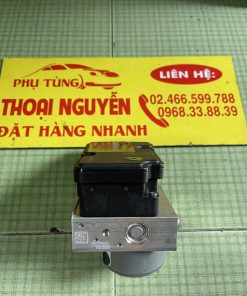 PHỤ TÙNG
LIÊN HỆ:
THOẠI NGUYỄN
02.466.599.788
0968.33.88.39
ĐẶT HÀNG NHANH